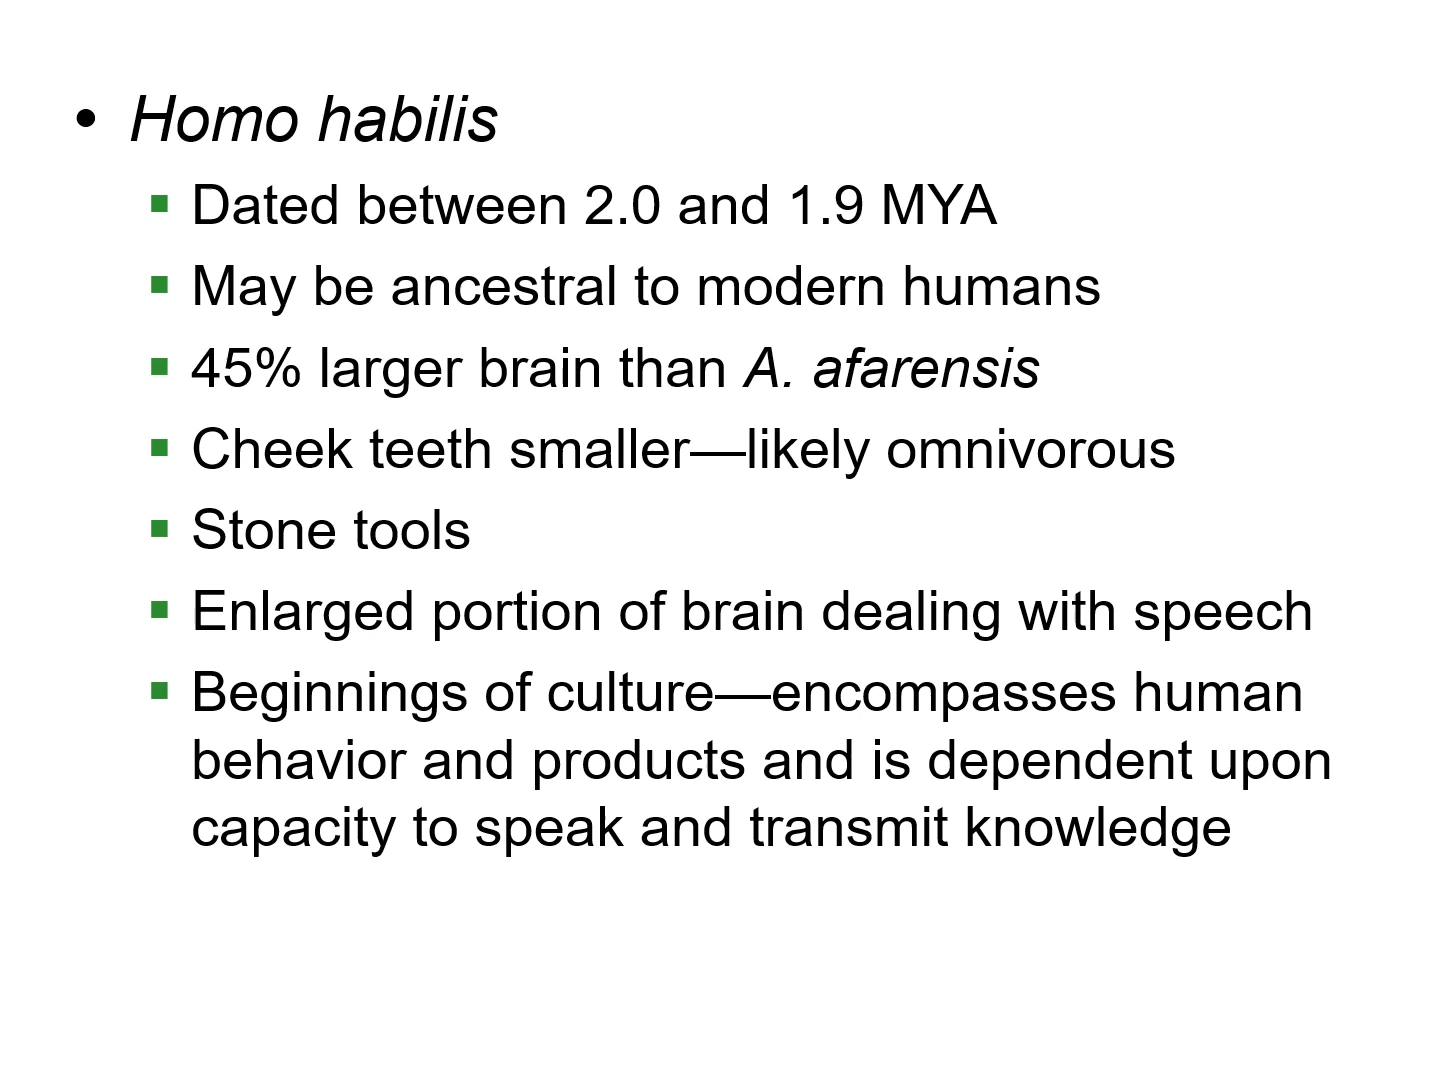 • Homo habilis
▪ Dated between 2.0 and 1.9 MYA
▪ May be ancestral to modern humans
▪ 45% larger brain than A. afarensis
▪ Cheek teeth smaller—likely omnivorous
▪ Stone tools
▪ Enlarged portion of brain dealing with speech
▪ Beginnings of culture—encompasses human
behavior and products and is dependent upon
capacity to speak and transmit knowledge